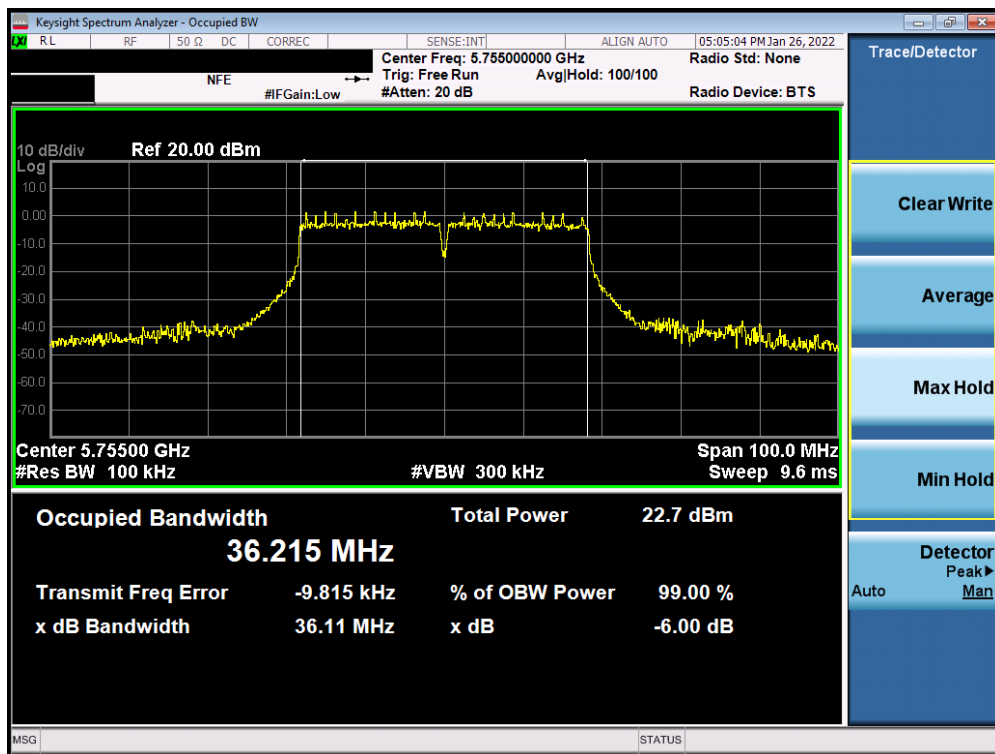 Keysight Spectrum Analyzer - Occupied BW
LXI RL RF 50 Ω DC CORREC SENSE:INT ALIGN AUTO 05:05:04 PM Jan 26, 2022
Center Freq: 5.755000000 GHz Radio Std: None
NFE Trig: Free Run Avg|Hold: 100/100
#IFGain:Low #Atten: 20 dB Radio Device: BTS
10 dB/div Ref 20.00 dBm
Log
10.0
0.00
-10.0
-20.0
-30.0
-40.0
-50.0
-60.0
-70.0
Center 5.75500 GHz Span 100.0 MHz
#Res BW 100 kHz #VBW 300 kHz Sweep 9.6 ms
Occupied Bandwidth Total Power 22.7 dBm
36.215 MHz
Transmit Freq Error -9.815 kHz % of OBW Power 99.00 %
x dB Bandwidth 36.11 MHz x dB -6.00 dB
MSG STATUS
Trace/Detector
Clear Write
Average
Max Hold
Min Hold
Detector
Peak▶
Auto Man